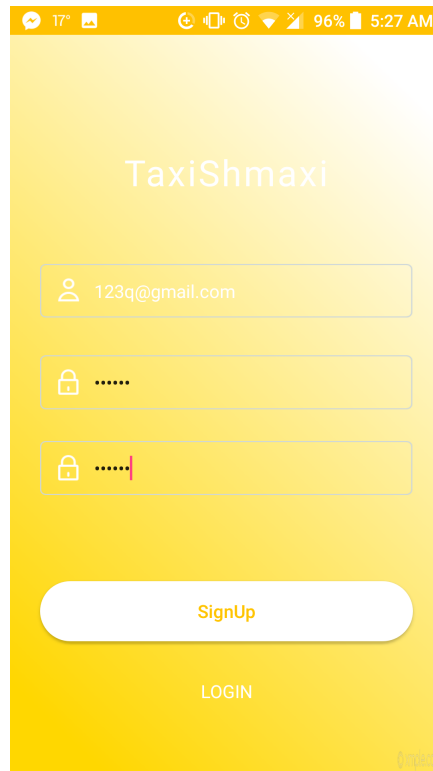 17°
96% 5:27 AM
TaxiShmaxi
123q@gmail.com
••••••
••••••
SignUp
LOGIN